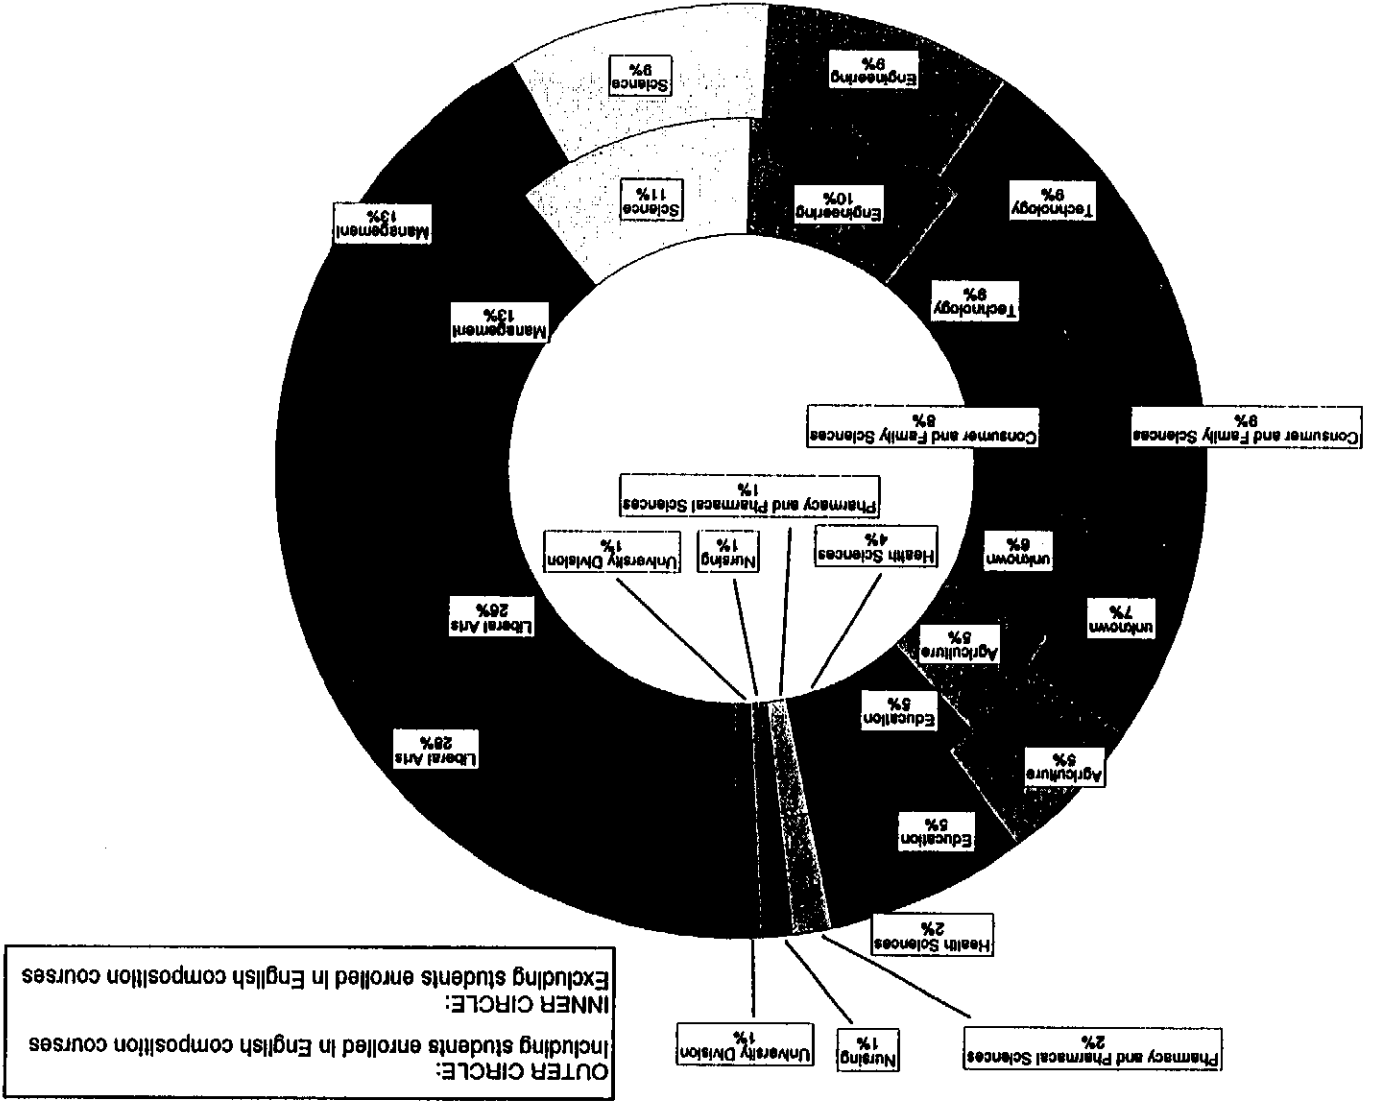 OUTER CIRCLE:
Including students enrolled in English composition courses
INNER CIRCLE:
Excluding students enrolled in English composition courses
Pharmacy and Pharmacal Sciences
2%
Nursing
1%
University Division
1%
Health Sciences
2%
Education
5%
Agriculture
5%
Liberal Arts
28%
Education
5%
Agriculture
5%
unknown
7%
Liberal Arts
26%
unknown
6%
Health Sciences
4%
Nursing
1%
University Division
1%
Pharmacy and Pharmacal Sciences
1%
Consumer and Family Sciences
9%
Consumer and Family Sciences
8%
Management
13%
Technology
9%
Management
13%
Technology
9%
Engineering
10%
Science
11%
Engineering
9%
Science
9%